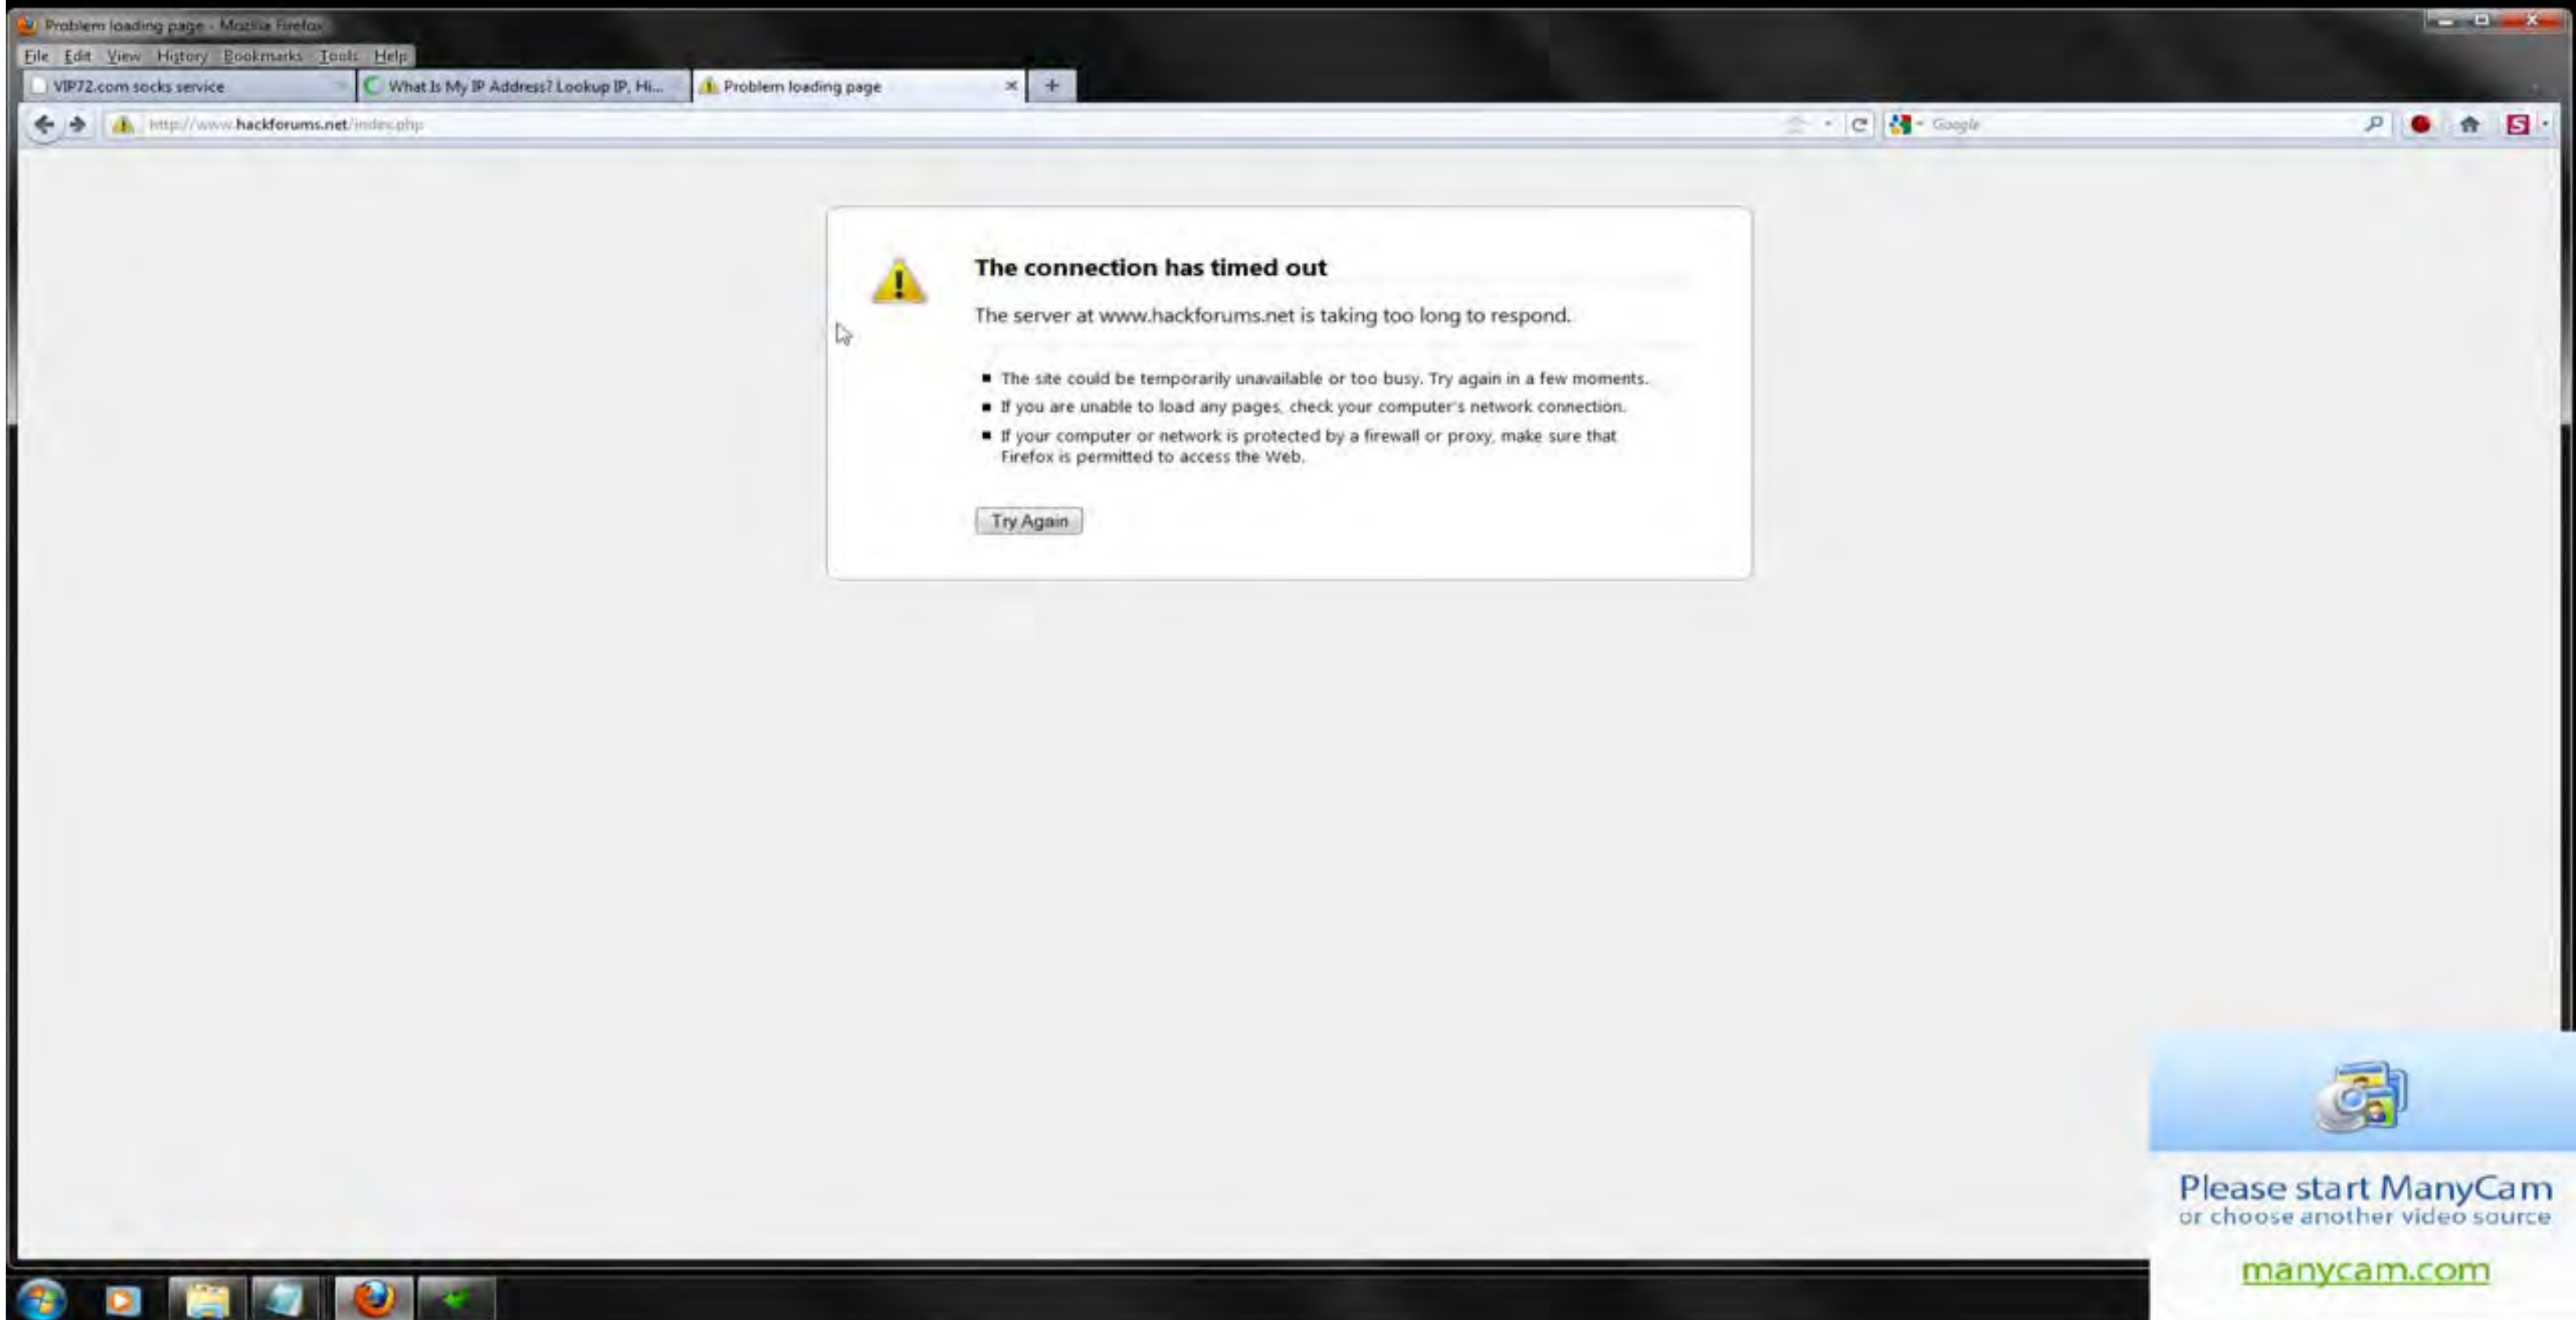 Problem loading page - Mozilla Firefox
File Edit View History Bookmarks Tools Help
VIP72.com socks service
What Is My IP Address? Lookup IP, Hi...
Problem loading page
http://www.hackforums.net/index.php
Google
S
The connection has timed out
The server at www.hackforums.net is taking too long to respond.
The site could be temporarily unavailable or too busy. Try again in a few moments.
If you are unable to load any pages, check your computer's network connection.
If your computer or network is protected by a firewall or proxy, make sure that
Firefox is permitted to access the Web.
Try Again
Please start ManyCam
or choose another video source
manycam.com